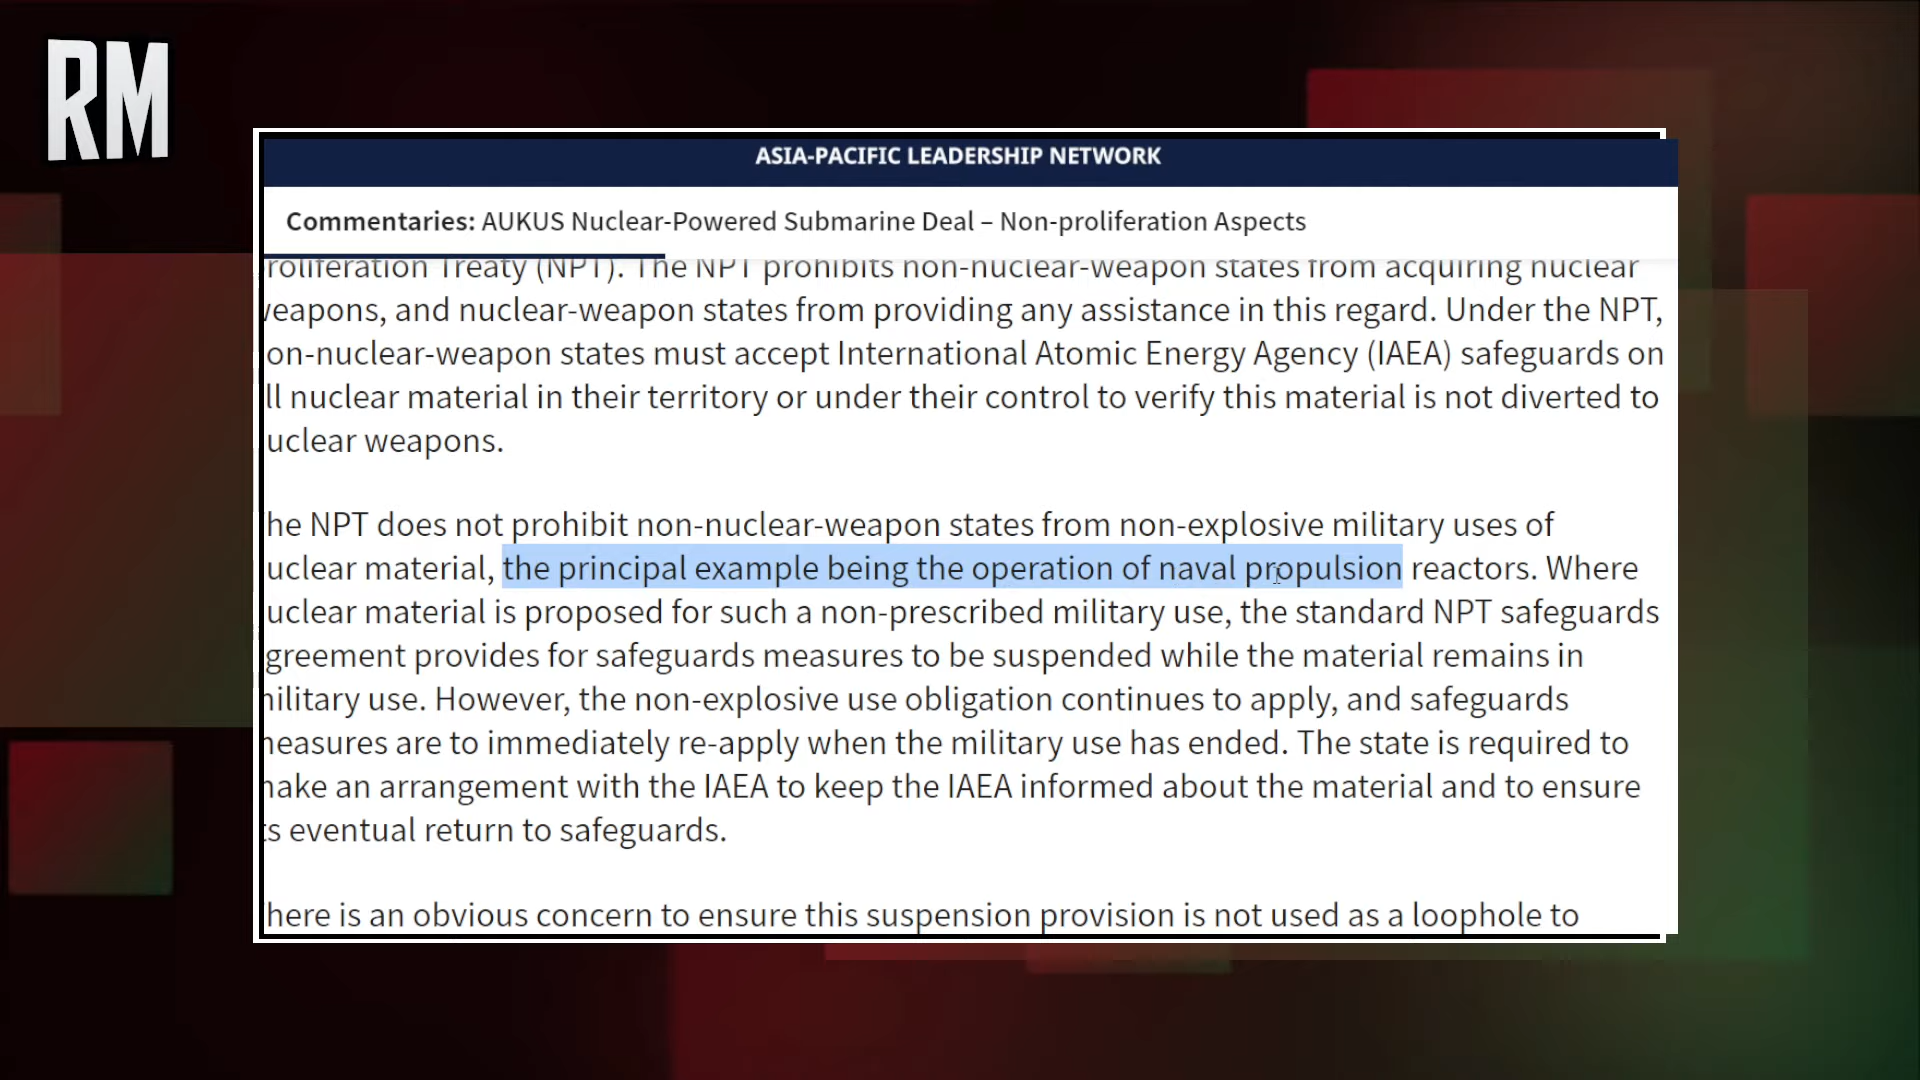 RM
ASIA-PACIFIC LEADERSHIP NETWORK
Commentaries: AUKUS Nuclear-Powered Submarine Deal – Non-proliferation Aspects
roliferation Treaty (NPT). The NPT prohibits non-nuclear-weapon states from acquiring nuclear
eapons, and nuclear-weapon states from providing any assistance in this regard. Under the NPT,
on-nuclear-weapon states must accept International Atomic Energy Agency (IAEA) safeguards on
ll nuclear material in their territory or under their control to verify this material is not diverted to
uclear weapons.
he NPT does not prohibit non-nuclear-weapon states from non-explosive military uses of
uclear material, the principal example being the operation of naval propulsion reactors. Where
uclear material is proposed for such a non-prescribed military use, the standard NPT safeguards
greement provides for safeguards measures to be suspended while the material remains in
ilitary use. However, the non-explosive use obligation continues to apply, and safeguards
easures are to immediately re-apply when the military use has ended. The state is required to
ake an arrangement with the IAEA to keep the IAEA informed about the material and to ensure
s eventual return to safeguards.
here is an obvious concern to ensure this suspension provision is not used as a loophole to